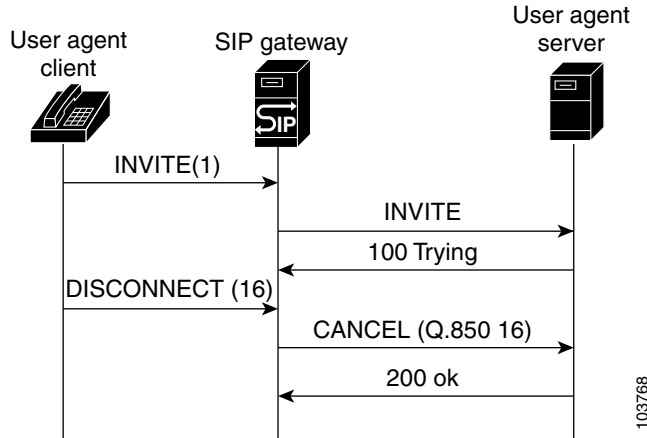 User agent
client
SIP gateway
User agent
server
SIP
INVITE(1)
INVITE
100 Trying
DISCONNECT (16)
CANCEL (Q.850 16)
200 ok
103768